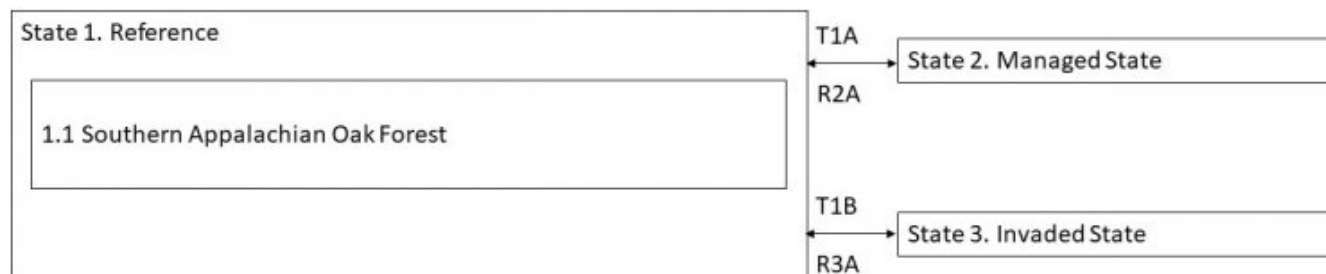 State 1. Reference
T1A
State 2. Managed State
R2A
1.1 Southern Appalachian Oak Forest
T1B
State 3. Invaded State
R3A